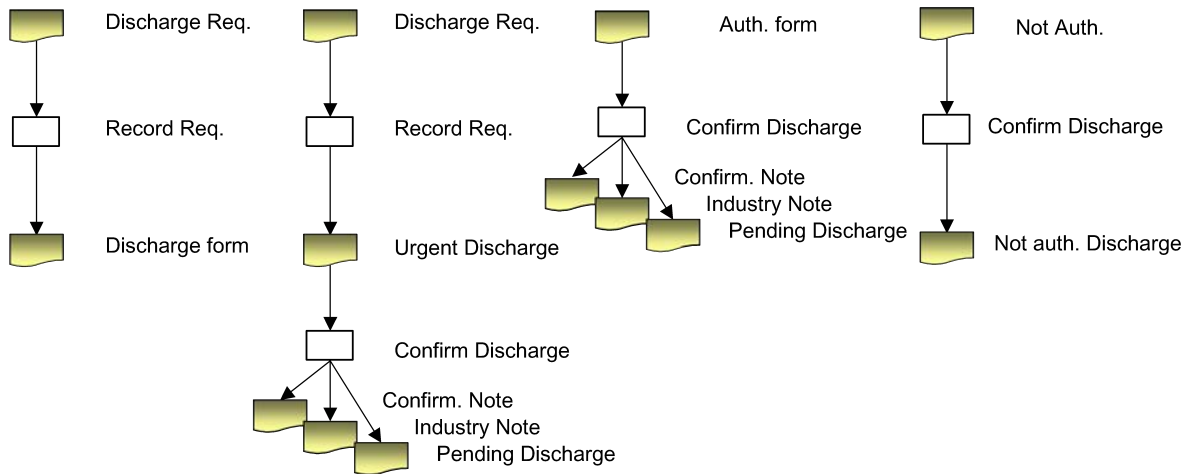 Discharge Req.
Record Req.
Discharge form
Discharge Req.
Record Req.
Urgent Discharge
Confirm Discharge
Confirm. Note
Industry Note
Pending Discharge
Auth. form
Confirm Discharge
Confirm. Note
Industry Note
Pending Discharge
Not Auth.
Confirm Discharge
Not auth. Discharge